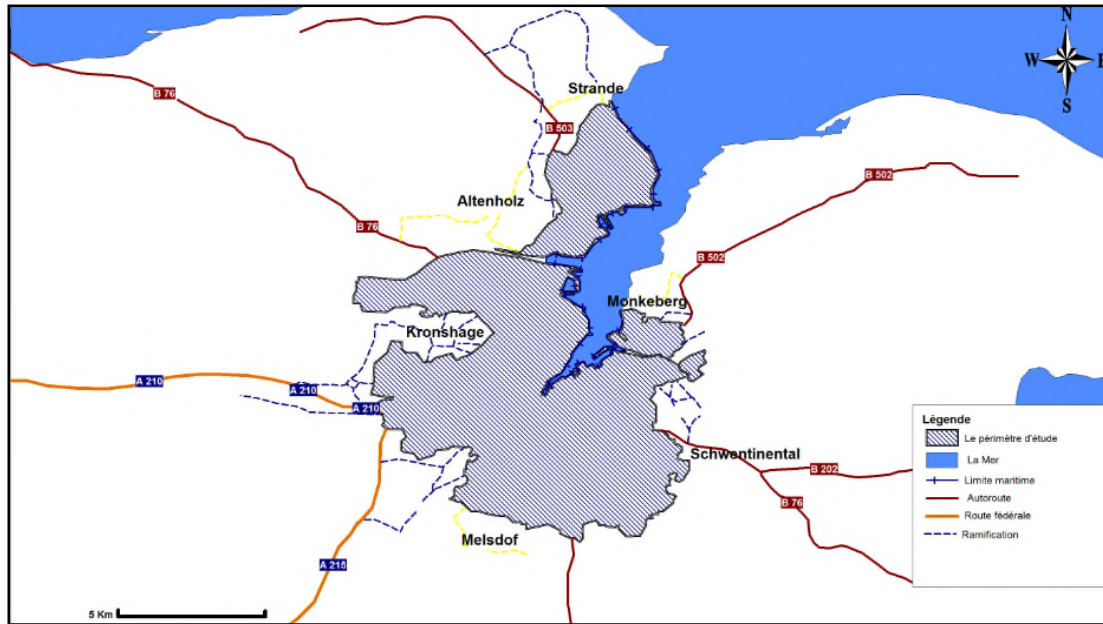 N
W E
S
Strande
B 76
B 503
B 502
Altenholz
B 76
B 502
Monkeberg
Kronshage
A 210
A 210
A 210
Légende
Le périmètre d'étude
La Mer
Limite maritime
Autoroute
Route fédérale
Ramification
Schwentinental
B 202
B 76
Melsdof
A 215
5 Km